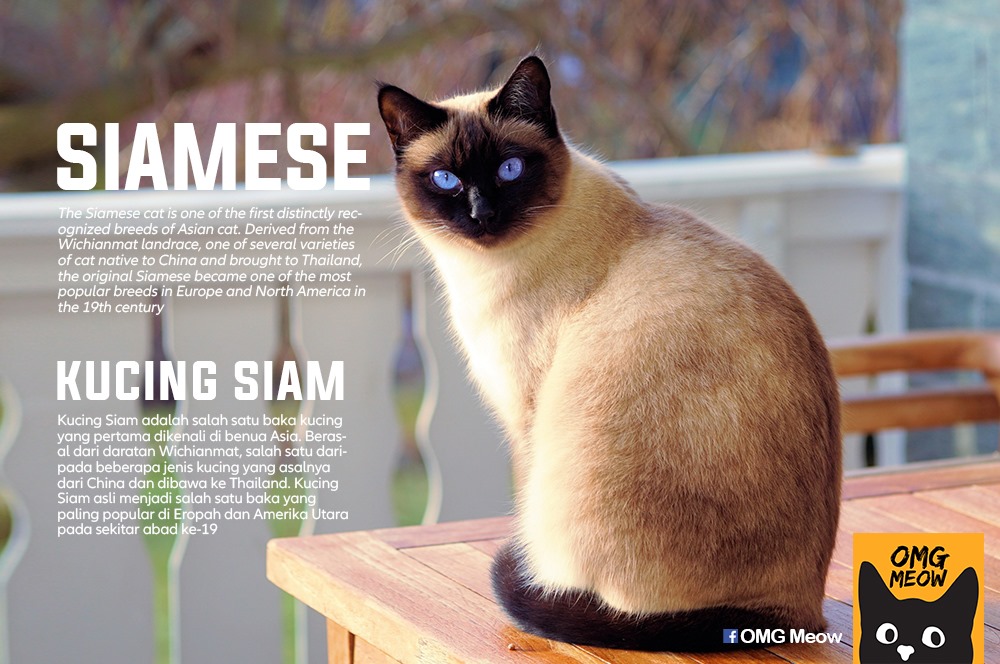 SIAMESE
The Siamese cat is one of the first distinctly rec-
ognized breeds of Asian cat. Derived from the
Wichianmat landrace, one of several varieties
of cat native to China and brought to Thailand,
the original Siamese became one of the most
popular breeds in Europe and North America in
the 19th century
KUCING SIAM
Kucing Siam adalah salah satu baka kucing
yang pertama dikenali di benua Asia. Beras-
al dari daratan Wichianmat, salah satu dari-
pada beberapa jenis kucing yang asalnya
dari China dan dibawa ke Thailand. Kucing
Siam asli menjadi salah satu baka yang
paling popular di Eropah dan Amerika Utara
pada sekitar abad ke-19
OMG
MEOW
f OMG Meow